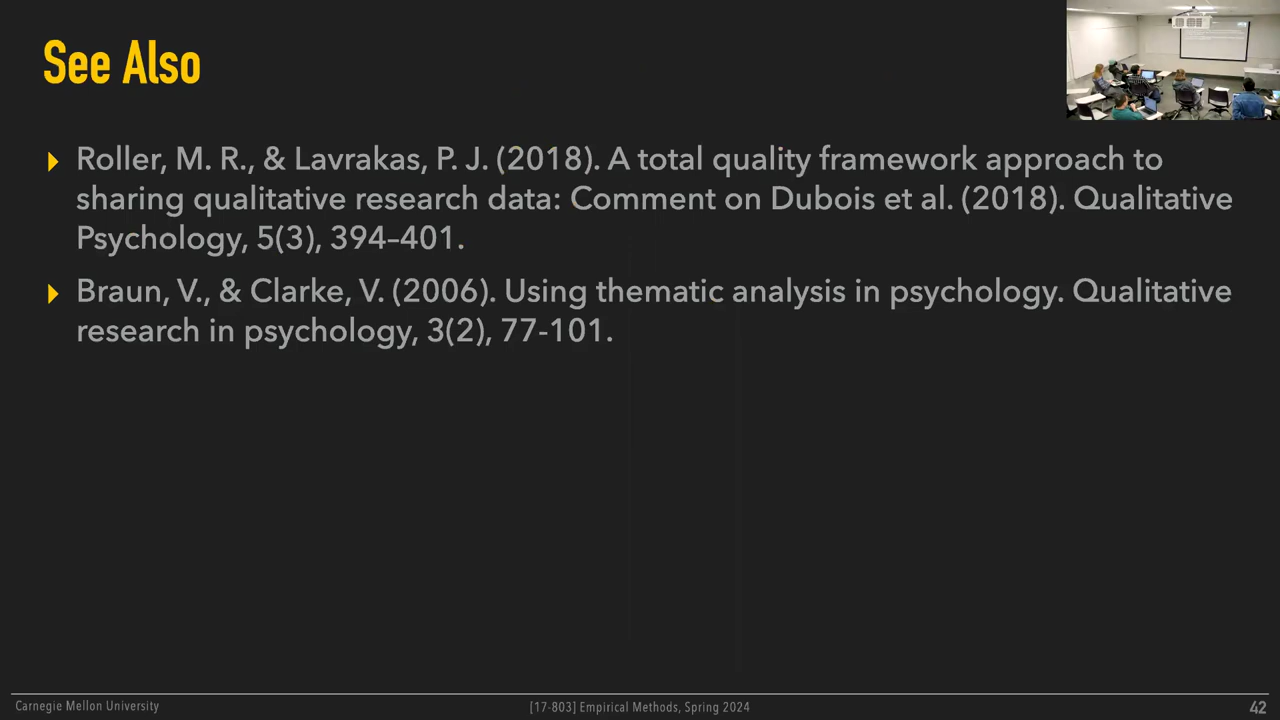 See Also
Roller, M. R., & Lavrakas, P. J. (2018). A total quality framework approach to
sharing qualitative research data: Comment on Dubois et al. (2018). Qualitative
Psychology, 5(3), 394–401.
Braun, V., & Clarke, V. (2006). Using thematic analysis in psychology. Qualitative
research in psychology, 3(2), 77-101.
Carnegie Mellon University
[17-803] Empirical Methods, Spring 2024
42